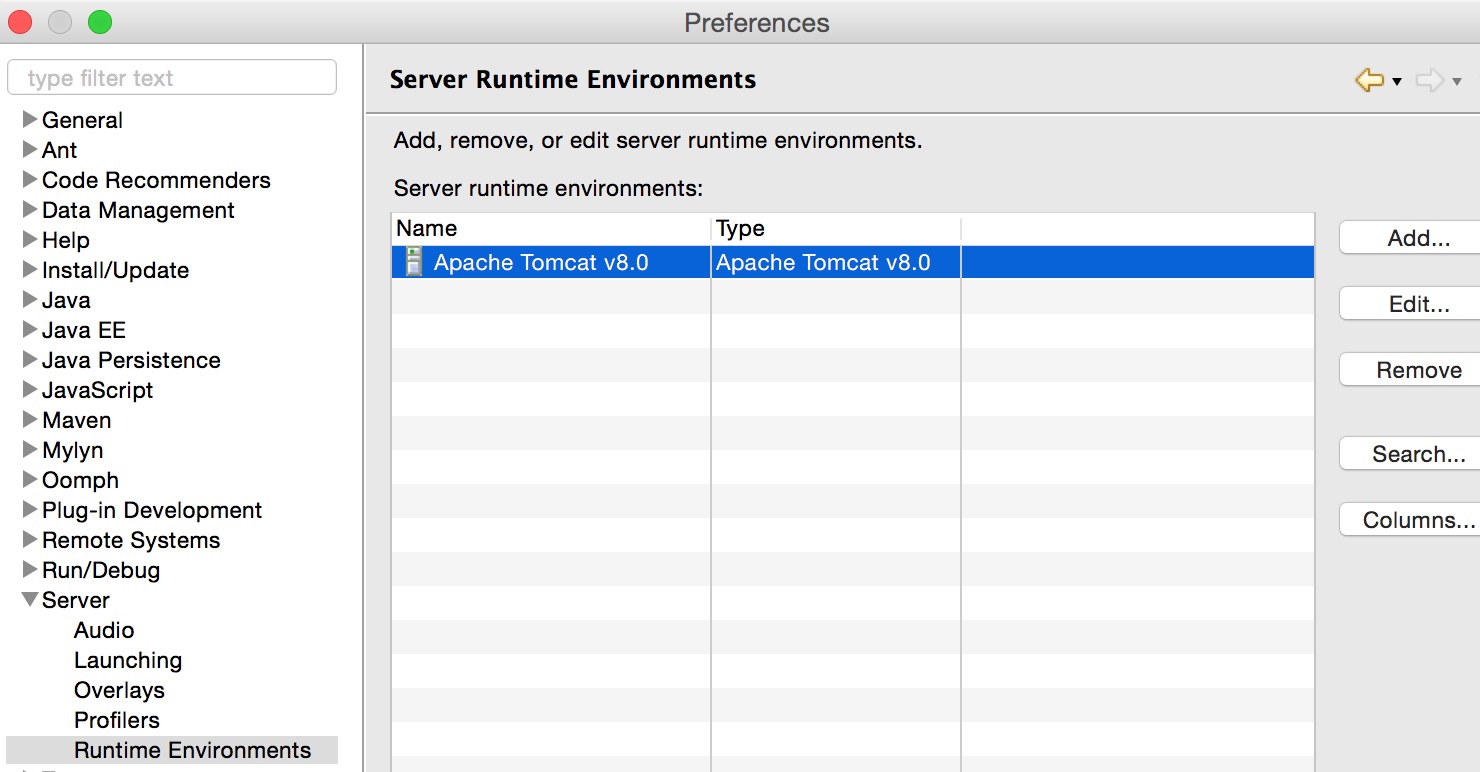 Preferences
type filter text
General
Ant
Code Recommenders
Data Management
Help
Install/Update
Java
Java EE
Java Persistence
JavaScript
Maven
Mylyn
Oomph
Plug-in Development
Remote Systems
Run/Debug
Server
Audio
Launching
Overlays
Profilers
Runtime Environments
Server Runtime Environments
Add, remove, or edit server runtime environments.
Server runtime environments:
Name Type
Apache Tomcat v8.0 Apache Tomcat v8.0
Add...
Edit...
Remove
Search...
Columns...